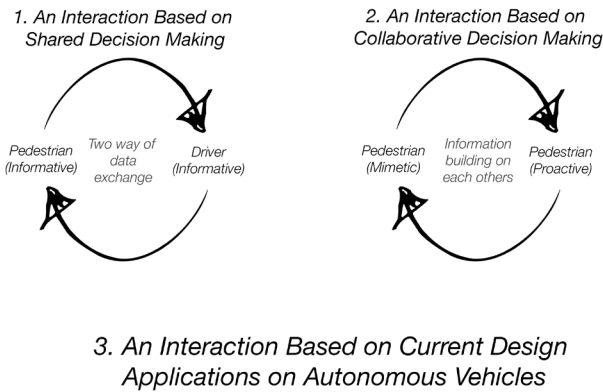 1. An Interaction Based on
Shared Decision Making
Pedestrian
(Informative)
Two way of
data
exchange
Driver
(Informative)
2. An Interaction Based on
Collaborative Decision Making
Pedestrian
(Mimetic)
Information
building on
each others
Pedestrian
(Proactive)
3. An Interaction Based on Current Design
Applications on Autonomous Vehicles